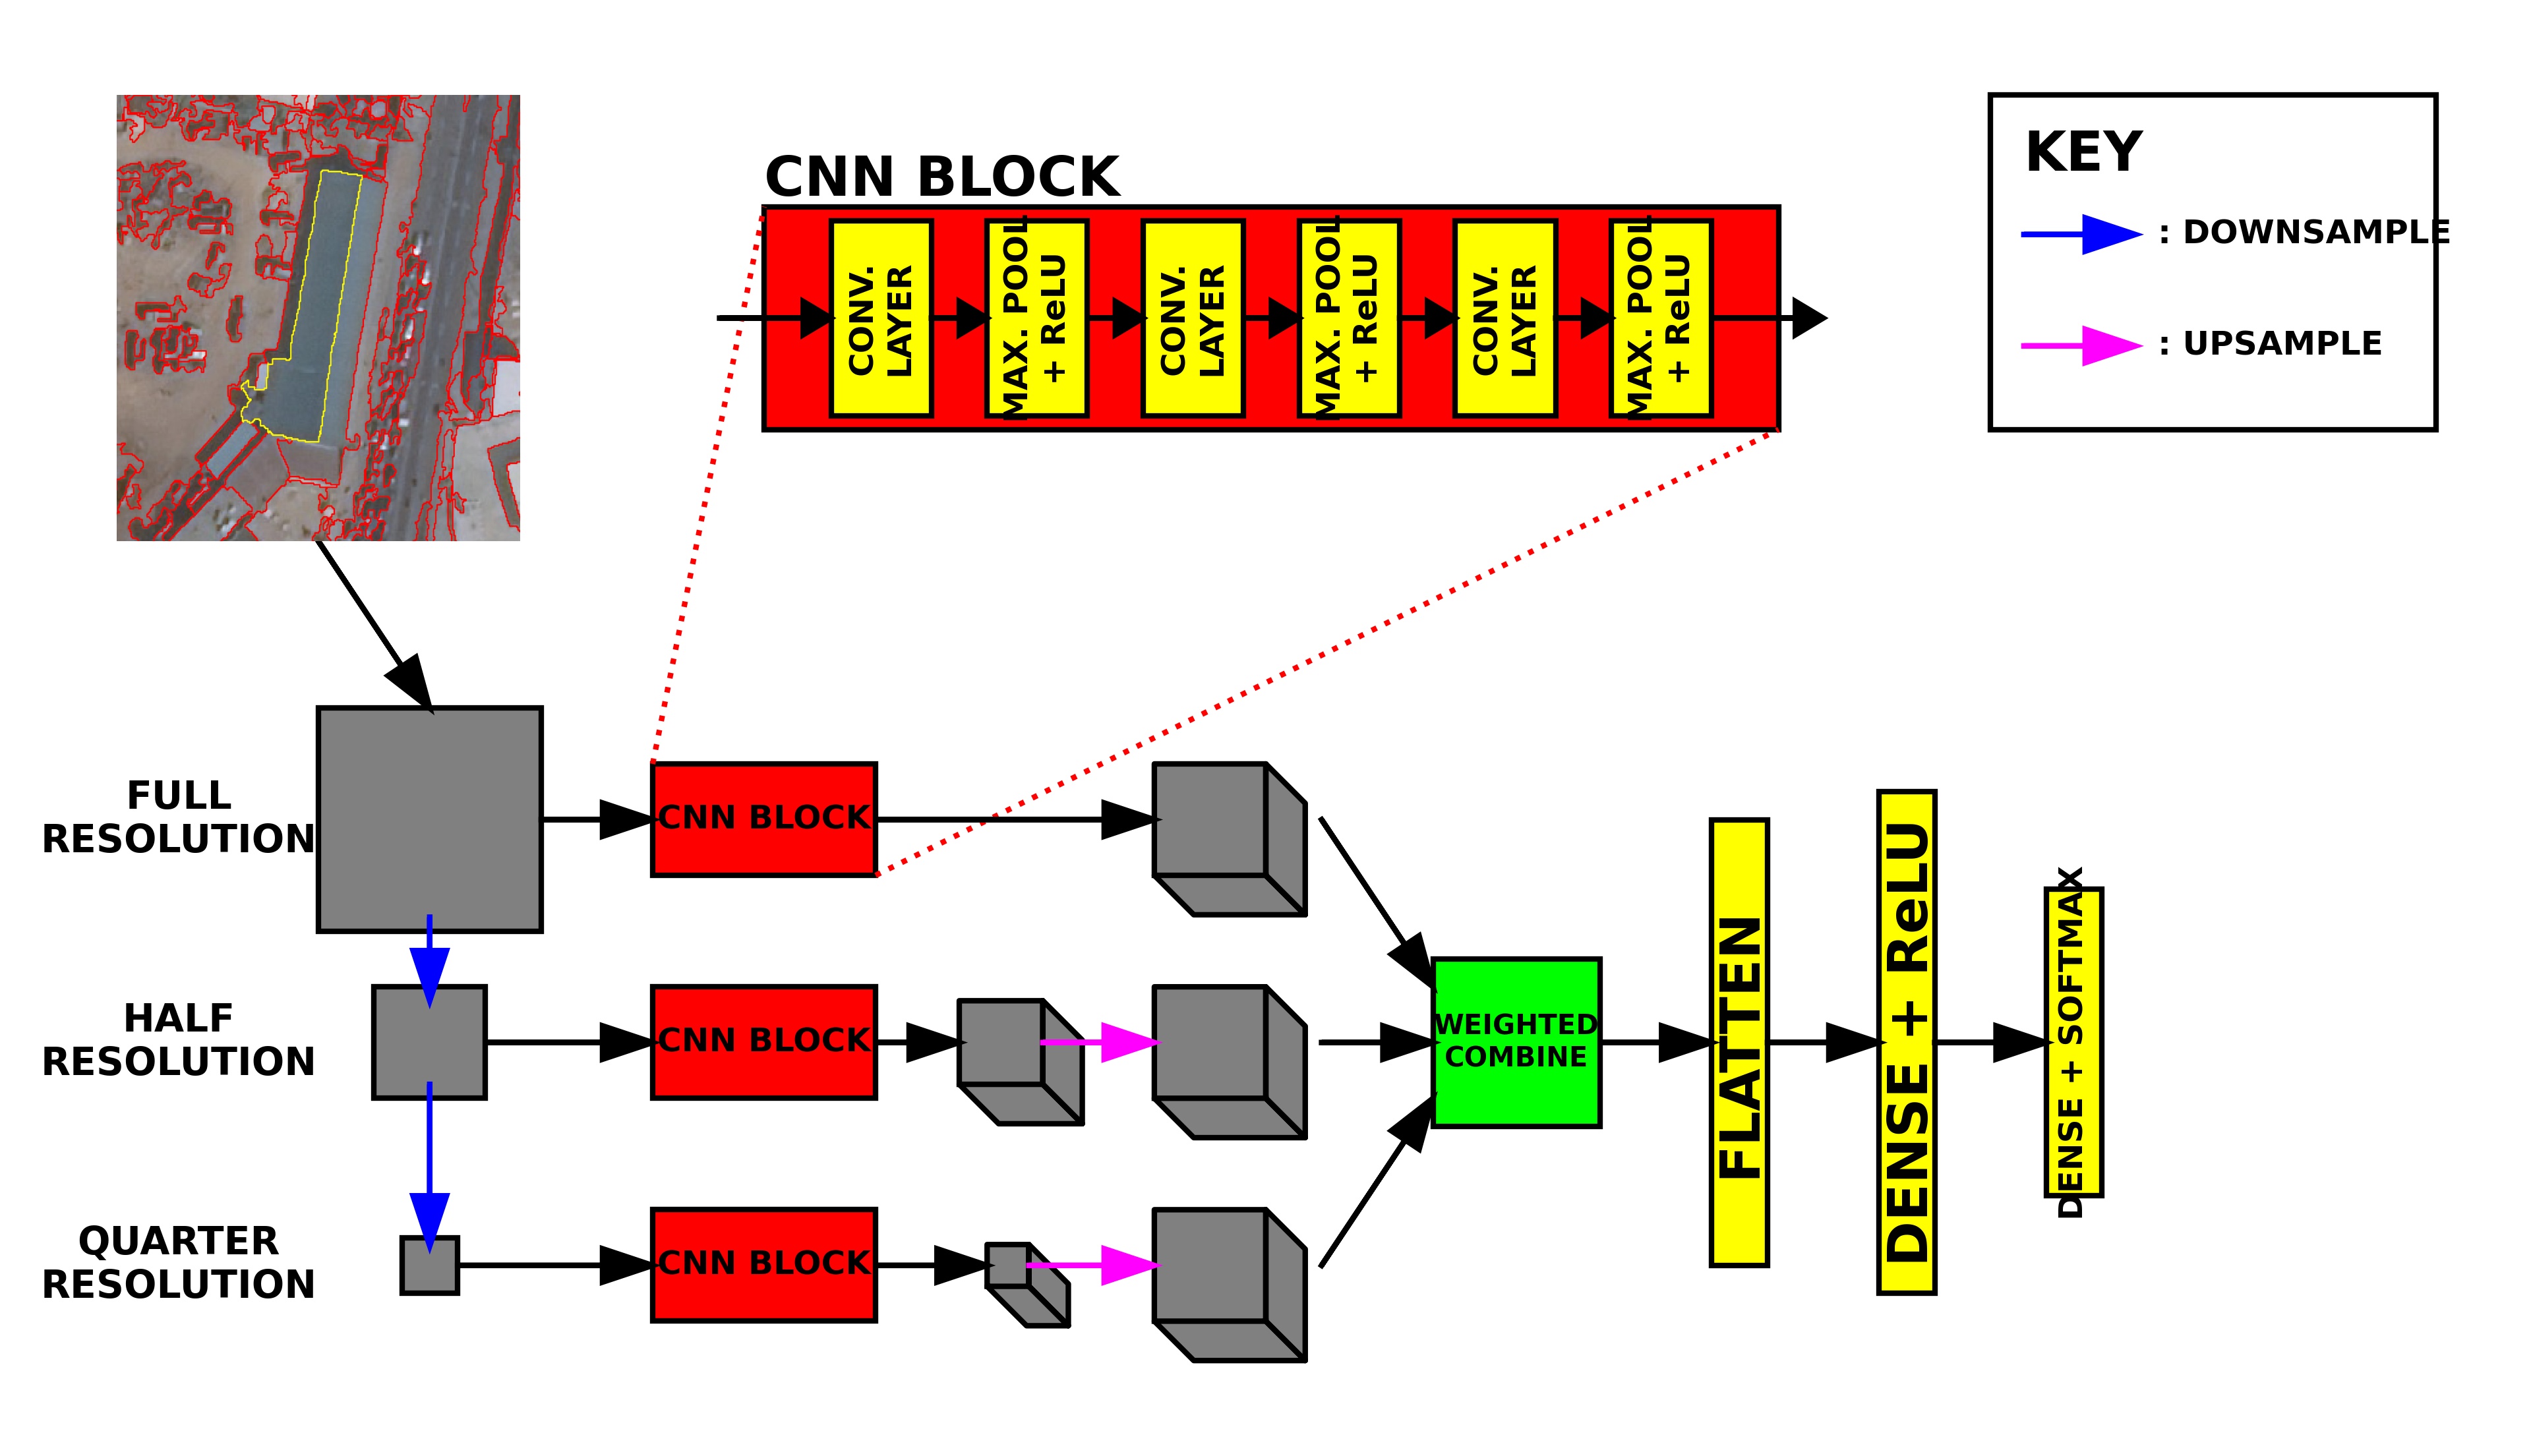 CNN BLOCK
CONV.
LAYER
MAX. POOL
+ ReLU
CONV.
LAYER
MAX. POOL
+ ReLU
CONV.
LAYER
MAX. POOL
+ ReLU
KEY
: DOWNSAMPLE
: UPSAMPLE
FULL
RESOLUTION
CNN BLOCK
HALF
RESOLUTION
CNN BLOCK
QUARTER
RESOLUTION
CNN BLOCK
WEIGHTED
COMBINE
FLATTEN
DENSE + ReLU
DENSE + SOFTMAX